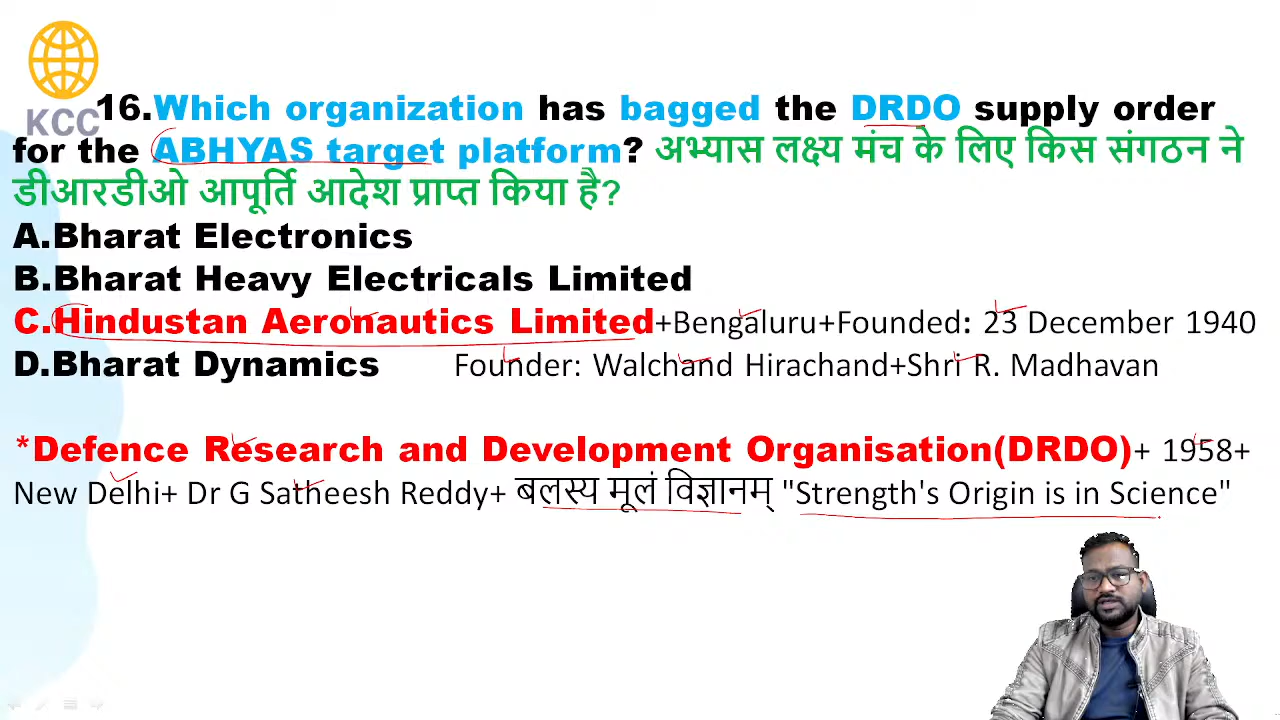 KCC
16.Which organization has bagged the DRDO supply order
for the ABHYAS target platform? अभ्यास लक्ष्य मंच के लिए किस संगठन ने
डीआरडीओ आपूर्ति आदेश प्राप्त किया है?
A.Bharat Electronics
B.Bharat Heavy Electricals Limited
C.Hindustan Aeronautics Limited+Bengaluru+Founded: 23 December 1940
D.Bharat Dynamics Founder: Walchand Hirachand+Shri R. Madhavan
*Defence Research and Development Organisation(DRDO)+ 1958+
New Delhi+ Dr G Satheesh Reddy+ बलस्य मूलं विज्ञानम् "Strength's Origin is in Science"